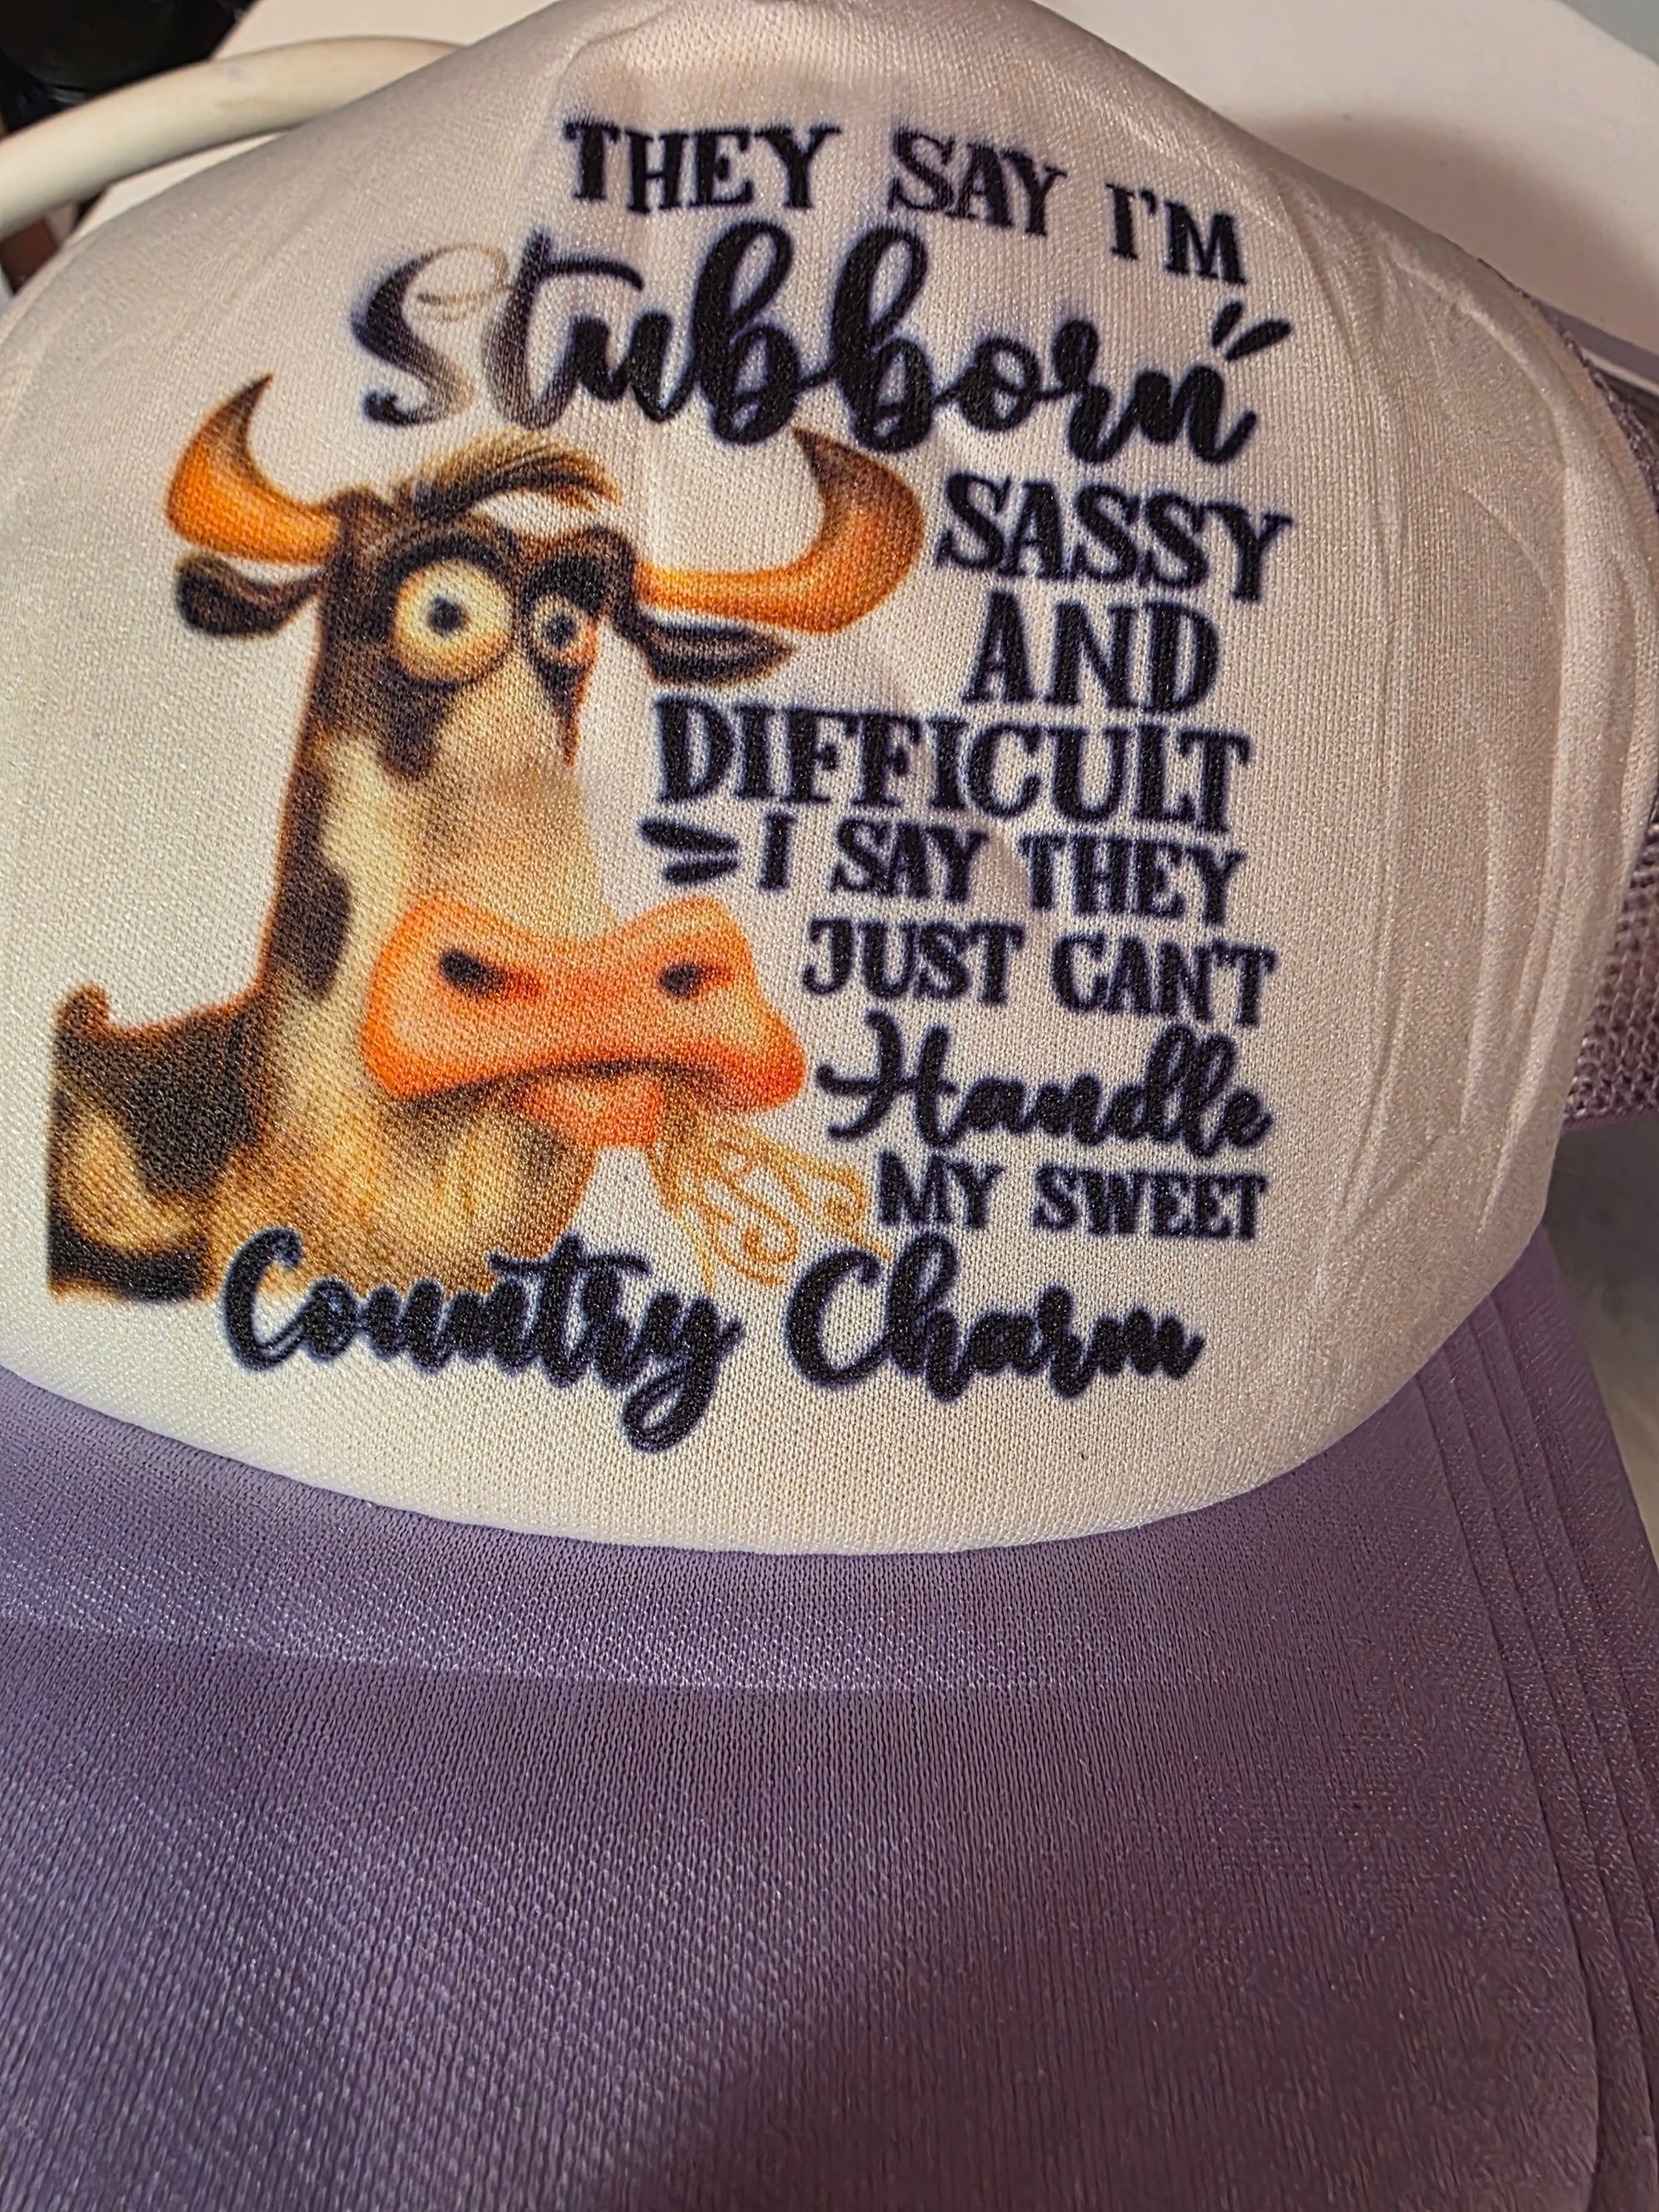 THEY SAY I'M
Stubborn
SASSY
AND
DIFFICULT
I SAY THEY
JUST CAN'T
Handle
MY SWEET
Country Charm